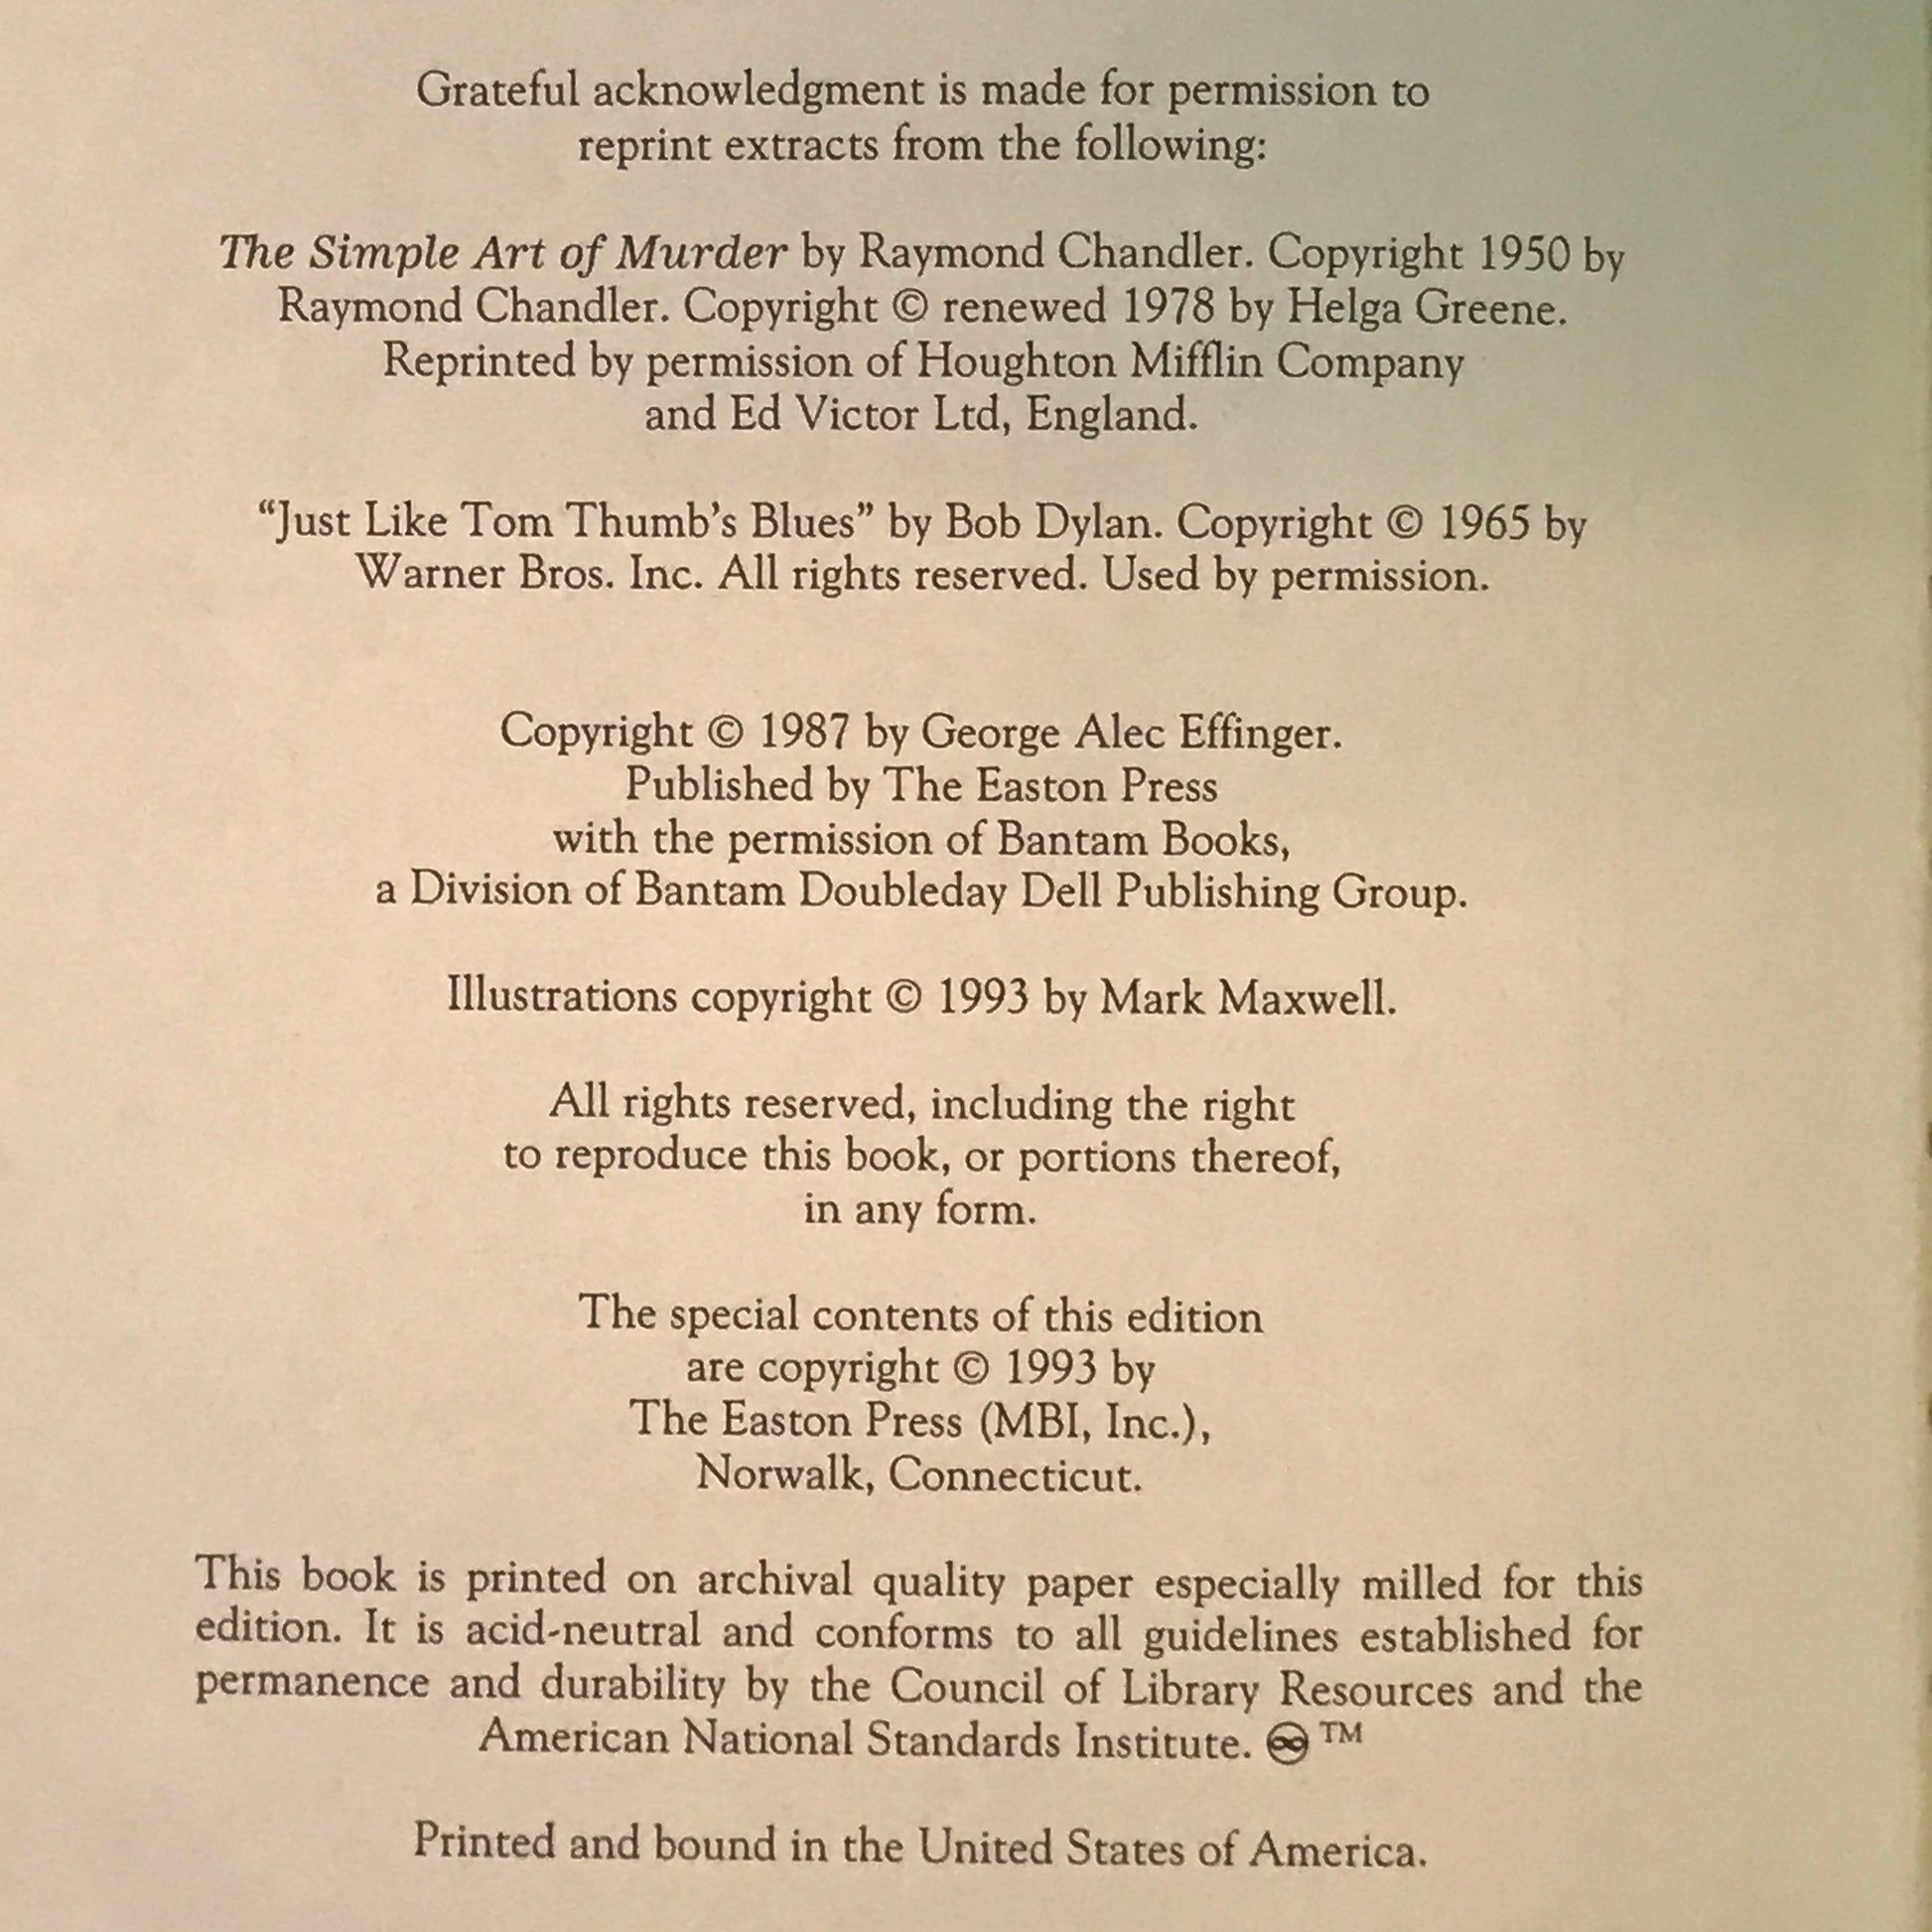 Grateful acknowledgment is made for permission to
reprint extracts from the following:
The Simple Art of Murder by Raymond Chandler. Copyright 1950 by
Raymond Chandler. Copyright © renewed 1978 by Helga Greene.
Reprinted by permission of Houghton Mifflin Company
and Ed Victor Ltd, England.
“Just Like Tom Thumb’s Blues” by Bob Dylan. Copyright © 1965 by
Warner Bros. Inc. All rights reserved. Used by permission.
Copyright © 1987 by George Alec Effinger.
Published by The Easton Press
with the permission of Bantam Books,
a Division of Bantam Doubleday Dell Publishing Group.
Illustrations copyright © 1993 by Mark Maxwell.
All rights reserved, including the right
to reproduce this book, or portions thereof,
in any form.
The special contents of this edition
are copyright © 1993 by
The Easton Press (MBI, Inc.),
Norwalk, Connecticut.
This book is printed on archival quality paper especially milled for this
edition. It is acid-neutral and conforms to all guidelines established for
permanence and durability by the Council of Library Resources and the
American National Standards Institute. ♾ ™
Printed and bound in the United States of America.